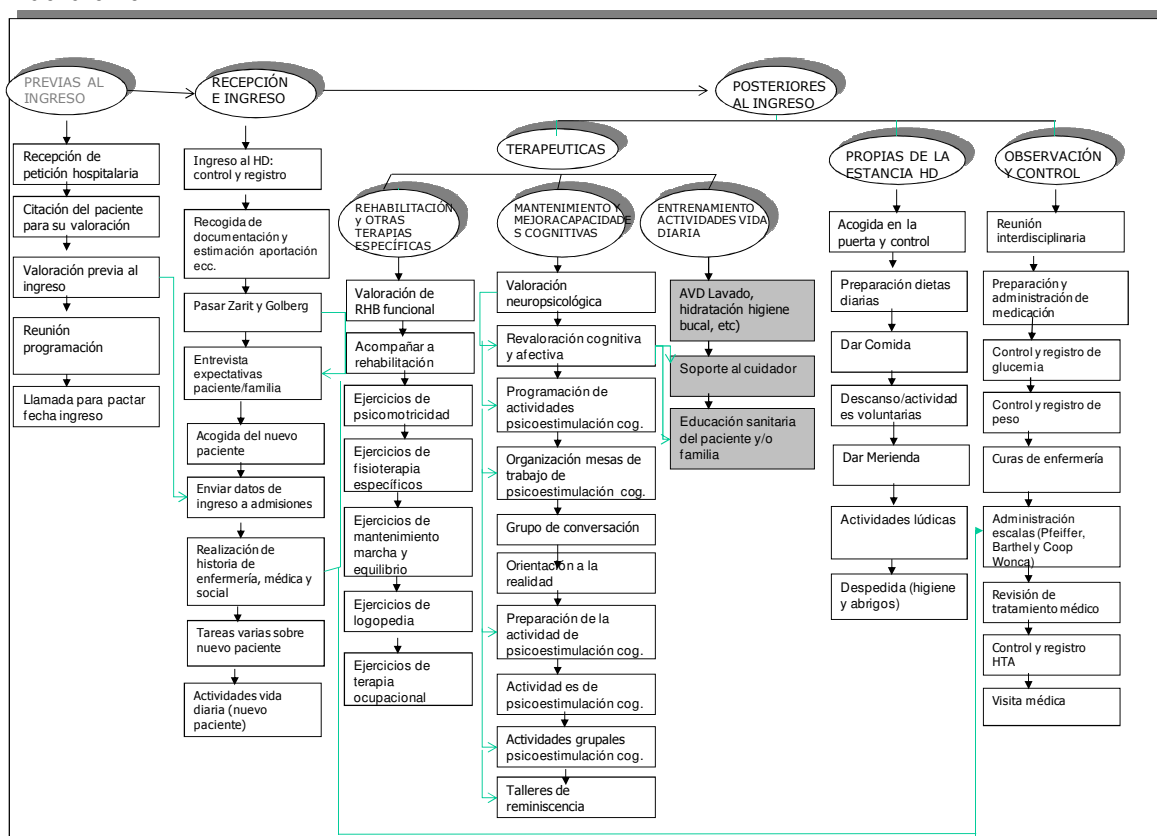 PREVIAS AL
INGRESO
RECEPCIÓN
E INGRESO
POSTERIORES
AL INGRESO
TERAPEUTICAS
PROPIAS DE LA
ESTANCIA HD
OBSERVACIÓN
Y CONTROL
REHABILITACIÓN
y OTRAS
TERAPIAS
ESPECÍFICAS
MANTENIMIENTO Y
MEJORACAPACIDADE
S COGNITIVAS
ENTRENAMIENTO
ACTIVIDADES VIDA
DIARIA
Recepción de
petición hospitalaria
Citación del paciente
para su valoración
Valoración previa al
ingreso
Reunión
programación
Llamada para pactar
fecha ingreso
Ingreso al HD:
control y registro
Recogida de
documentación y
estimación aportación
ecc.
Pasar Zarit y Golberg
Entrevista
expectativas
paciente/familia
Acogida del nuevo
paciente
Enviar datos de
ingreso a admisiones
Realización de
historia de
enfermería, médica y
social
Tareas varias sobre
nuevo paciente
Actividades vida
diaria (nuevo
paciente)
Valoración de
RHB funcional
Acompañar a
rehabilitación
Ejercicios de
psicomotricidad
Ejercicios de
fisioterapia
específicos
Ejercicios de
mantenimiento
marcha y
equilibrio
Ejercicios de
logopedia
Ejercicios de
terapia
ocupacional
Valoración
neuropsicológica
Revaloración cognitiva
y afectiva
Programación de
actividades
psicoestimulación cog.
Organización mesas de
trabajo de
psicoestimulación cog.
Grupo de conversación
Orientación a la
realidad
Preparación de la
actividad de
psicoestimulación cog.
Actividad es de
psicoestimulación cog.
Actividades grupales
psicoestimulación cog.
Talleres de
reminiscencia
AVD Lavado,
hidratación higiene
bucal, etc)
Soporte al cuidador
Educación sanitaria
del paciente y/o
familia
Acogida en la
puerta y control
Preparación dietas
diarias
Dar Comida
Descanso/actividad
es voluntarias
Dar Merienda
Actividades lúdicas
Despedida (higiene
y abrigos)
Reunión
interdisciplinaria
Preparación y
administración de
medicación
Control y registro de
glucemia
Control y registro de
peso
Curas de enfermería
Administración
escalas (Pfeiffer,
Barthel y Coop
Wonca)
Revisión de
tratamiento médico
Control y registro
HTA
Visita médica